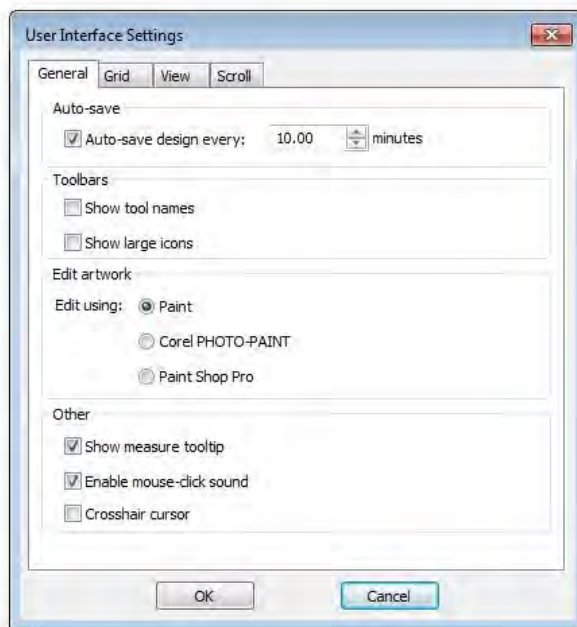 User Interface Settings
General Grid View Scroll
Auto-save
Auto-save design every: 10.00 minutes
Toolbars
Show tool names
Show large icons
Edit artwork
Edit using: Paint
Corel PHOTO-PAINT
Paint Shop Pro
Other
Show measure tooltip
Enable mouse-click sound
Crosshair cursor
OK Cancel